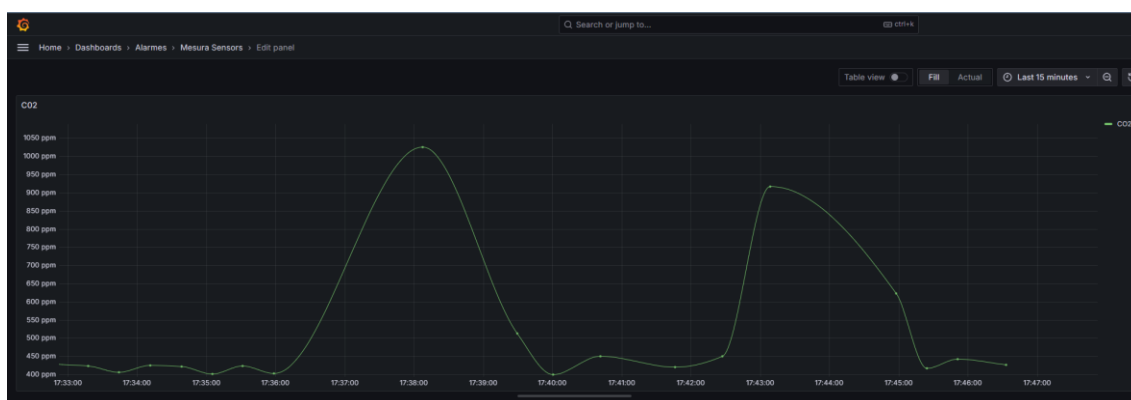 Search or jump to...
ctrl+k
Home › Dashboards › Alarmes › Mesura Sensors › Edit panel
Table view
Fill
Actual
Last 15 minutes
CO2
CO2
1050 ppm
1000 ppm
950 ppm
900 ppm
850 ppm
800 ppm
750 ppm
700 ppm
650 ppm
600 ppm
550 ppm
500 ppm
450 ppm
400 ppm
17:33:00 17:34:00 17:35:00 17:36:00 17:37:00 17:38:00 17:39:00 17:40:00 17:41:00 17:42:00 17:43:00 17:44:00 17:45:00 17:46:00 17:47:00